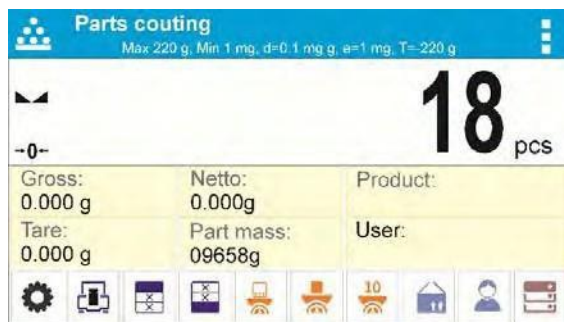 Parts couting
Max 220 g, Min 1 mg, d=0.1 mg g, e=1 mg, T=-220 g
18 pcs
→0←
Gross:
0.000 g
Netto:
0.000g
Product:
Tare:
0.000 g
Part mass:
09658g
User:
10